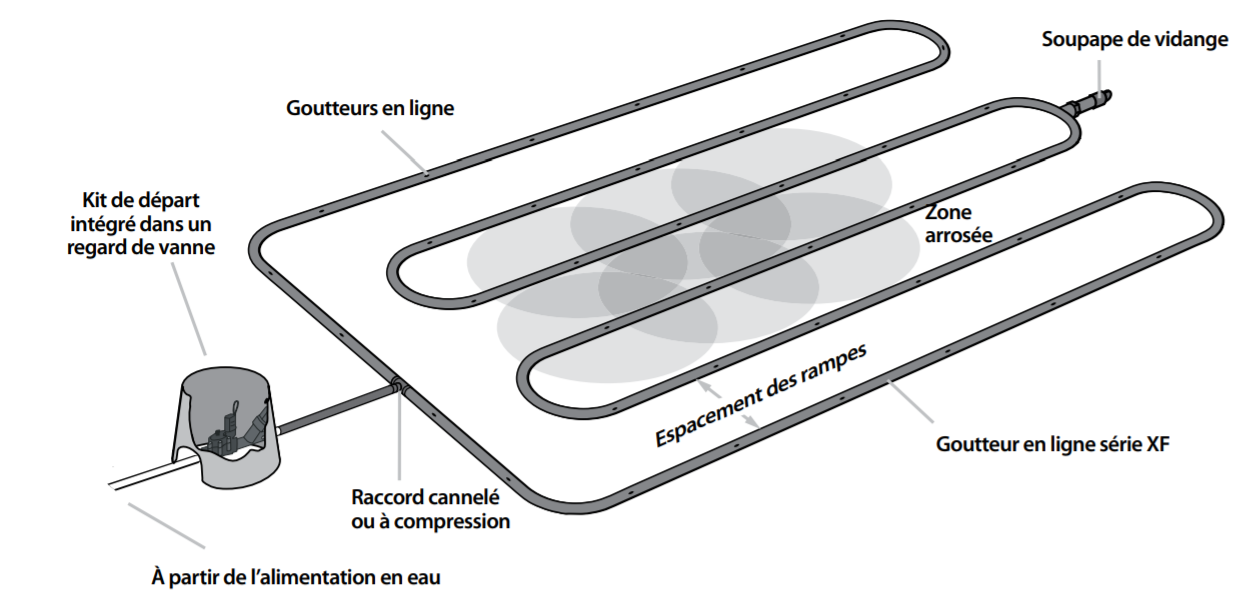 Soupape de vidange
Goutteurs en ligne
Kit de départ
intégré dans un
regard de vanne
Zone
arrosée
Espacement des rampes
Goutteur en ligne série XF
Raccord cannelé
ou à compression
À partir de l’alimentation en eau